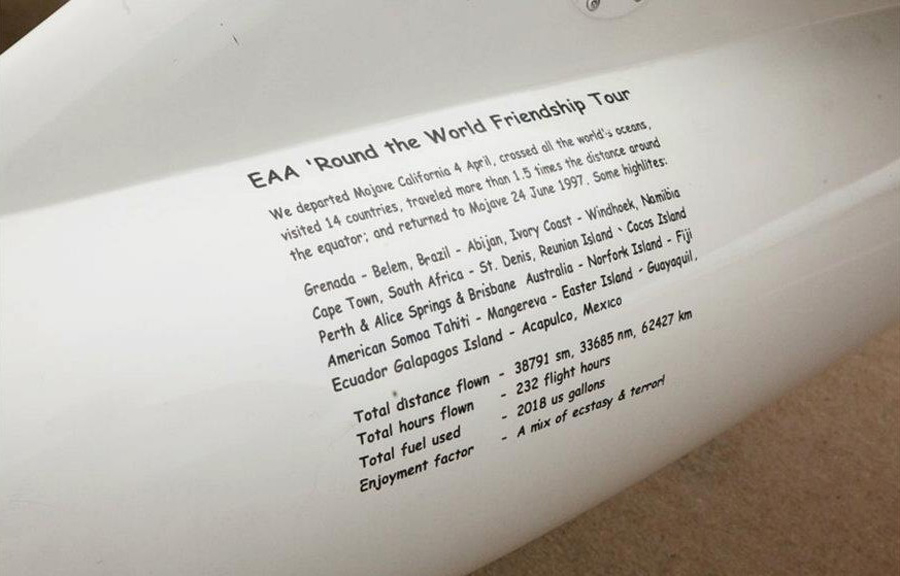 EAA 'Round the World Friendship Tour
We departed Mojave California 4 April, crossed all the world's oceans,
visited 14 countries, traveled more than 1.5 times the distance around
the equator; and returned to Mojave 24 June 1997. Some highlites:
Grenada - Belem, Brazil - Abijan, Ivory Coast - Windhoek, Namibia
Cape Town, South Africa - St. Denis, Reunion Island ` Cocos Island
Perth & Alice Springs & Brisbane Australia - Norfork Island - Fiji
American Somoa Tahiti - Mangereva - Easter Island - Guayaquil,
Ecuador Galapagos Island - Acapulco, Mexico
Total distance flown - 38791 sm, 33685 nm, 62427 km
Total hours flown - 232 flight hours
Total fuel used - 2018 us gallons
Enjoyment factor - A mix of ecstasy & terror!